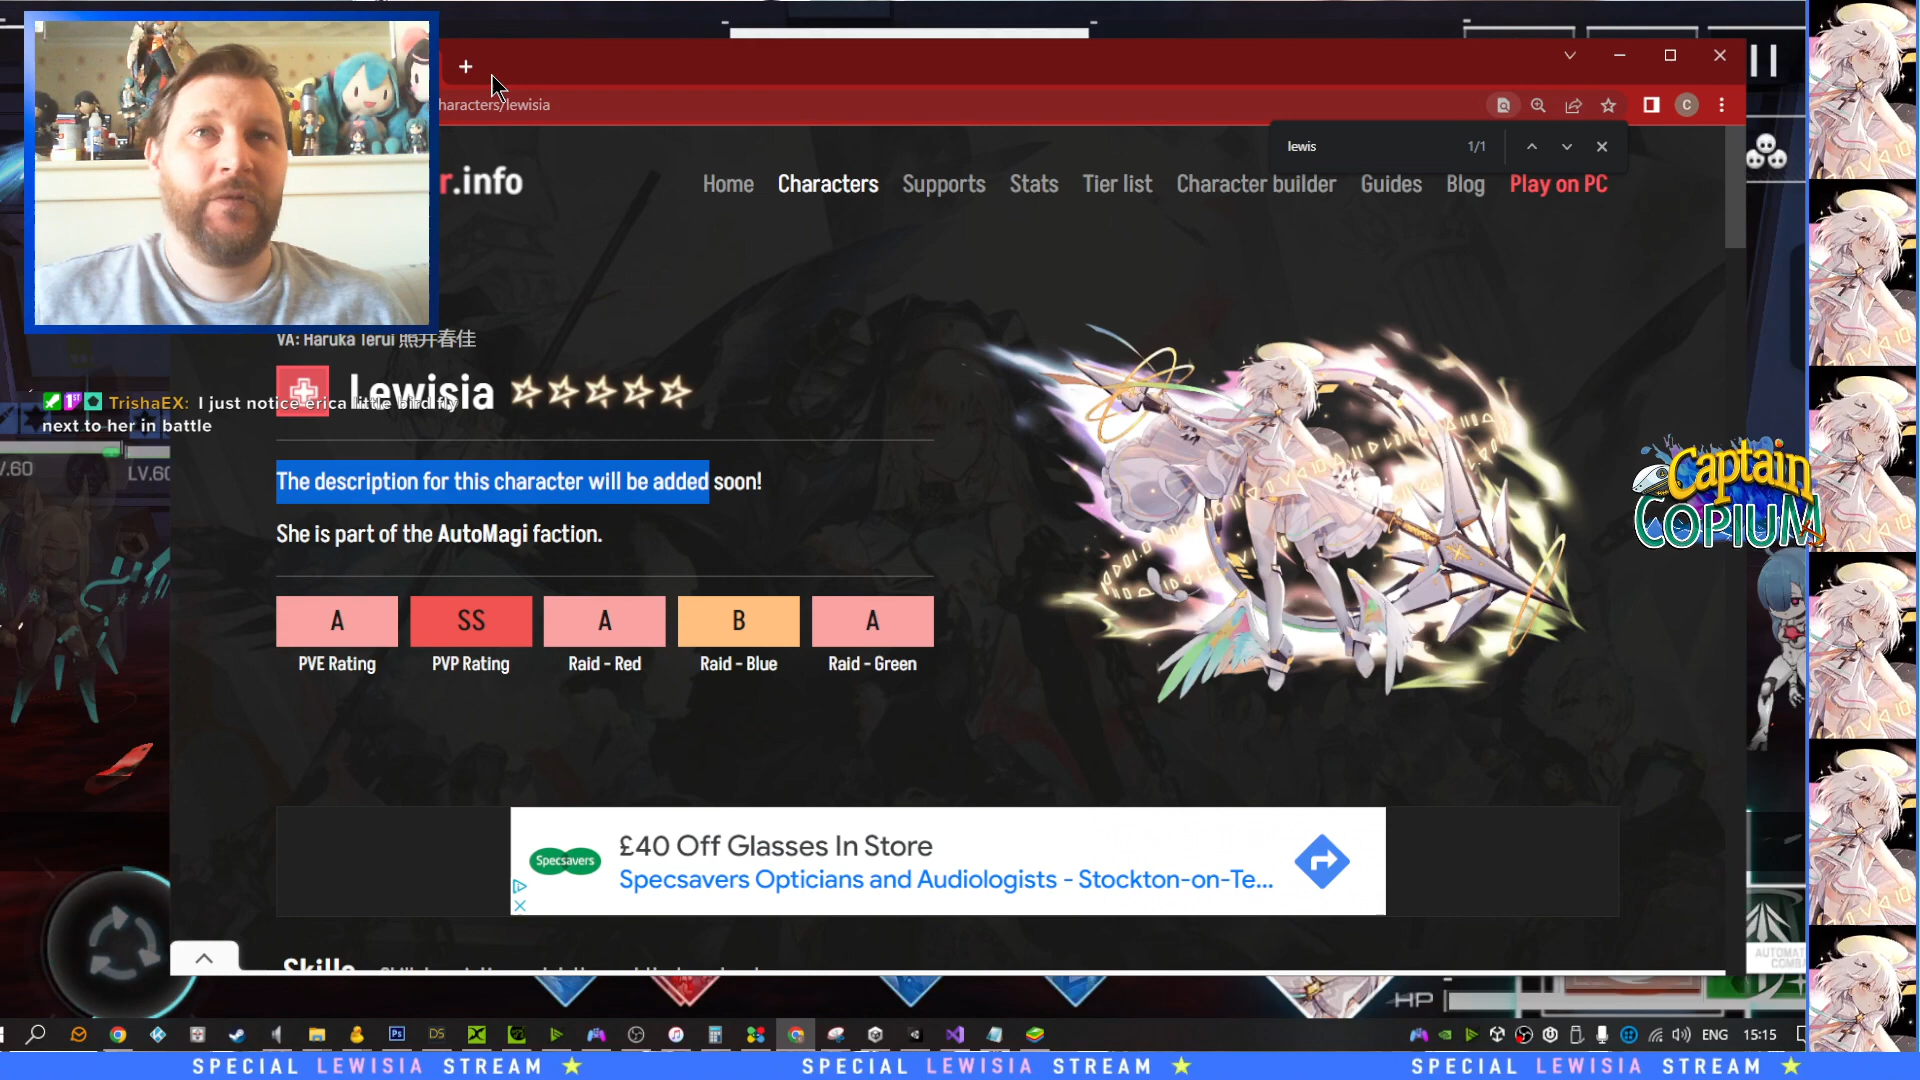 haracters/lewisia
lewis
1/1
r.info
Home
Characters
Supports
Stats
Tier list
Character builder
Guides
Blog
Play on PC
VA: Haruka Terui 照井春佳
Lewisia
TrishaEX: I just notice erica little bird fly
next to her in battle
The description for this character will be added soon!
She is part of the AutoMagi faction.
V.60
LV.60
Captain
COPIUM
A
SS
A
B
A
PVE Rating
PVP Rating
Raid - Red
Raid - Blue
Raid - Green
£40 Off Glasses In Store
Specsavers
Specsavers Opticians and Audiologists - Stockton-on-Te...
Skills
HP
C
Ps
DS
ENG
15:15
SPECIAL LEWISIA STREAM
SPECIAL LEWISIA STREAM
SPECIAL LEWISIA STREAM